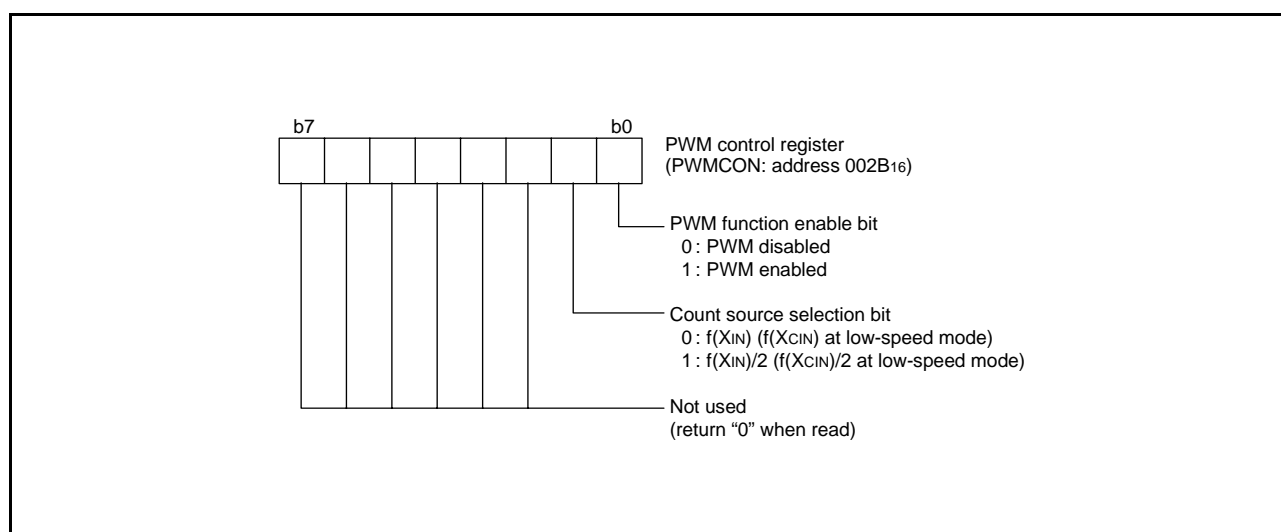 b7 b0
PWM control register
(PWMCON: address 002B16)
PWM function enable bit
0 : PWM disabled
1 : PWM enabled
Count source selection bit
0 : f(XIN) (f(XCIN) at low-speed mode)
1 : f(XIN)/2 (f(XCIN)/2 at low-speed mode)
Not used
(return “0” when read)